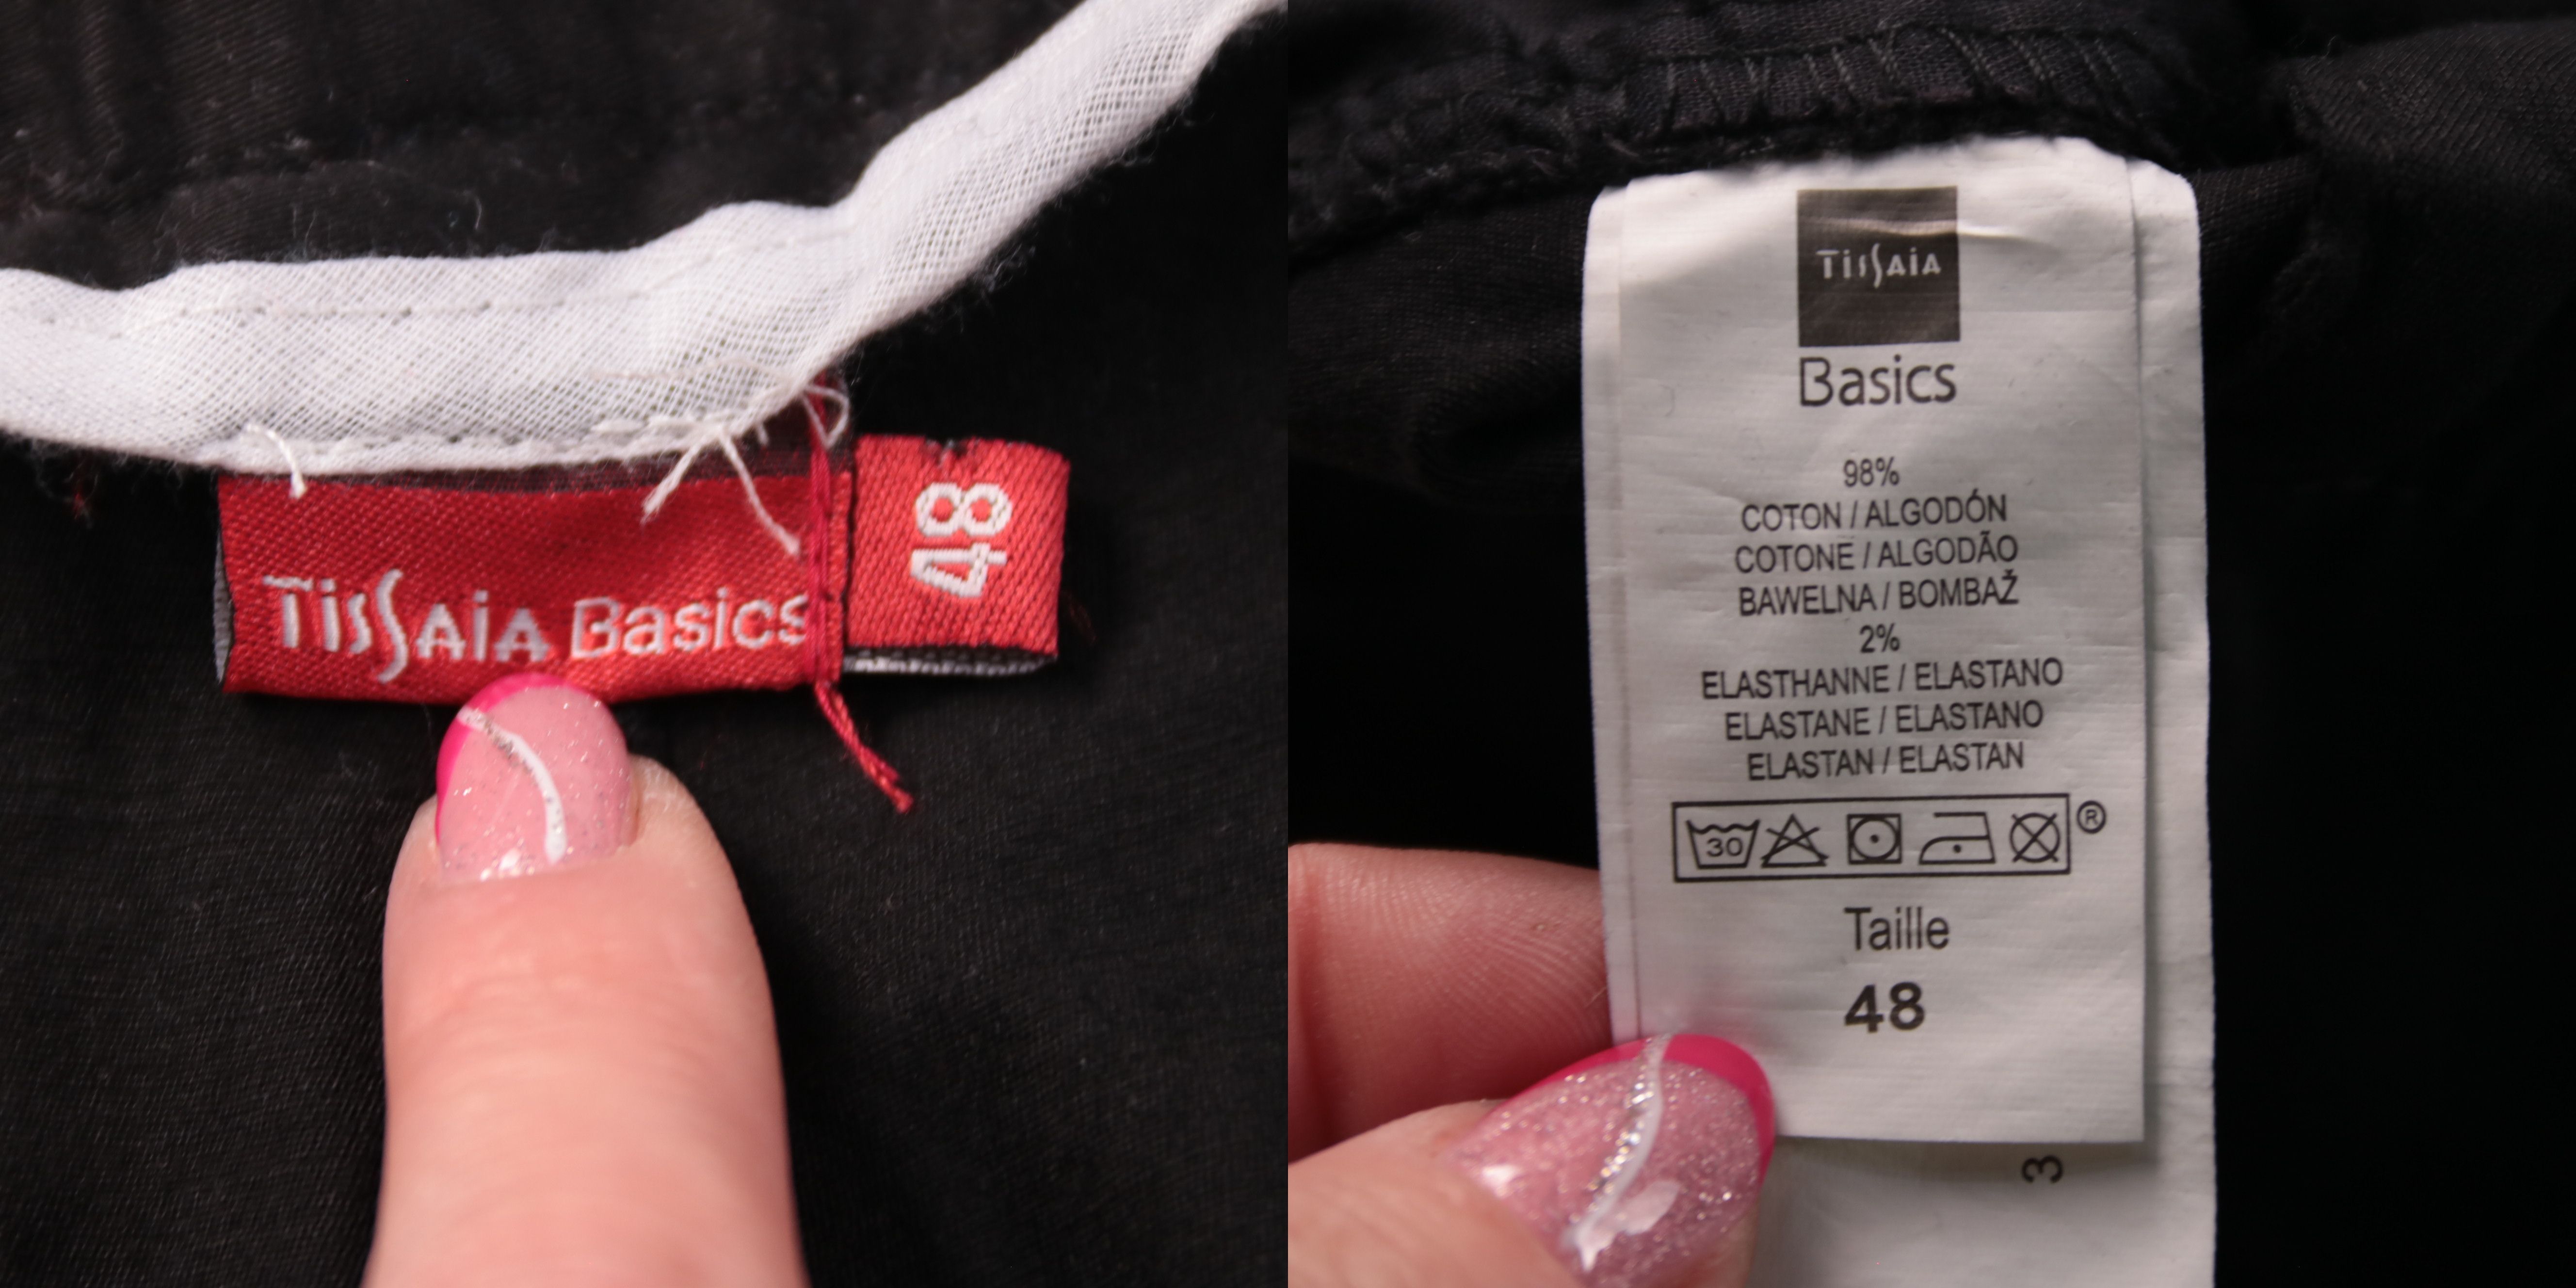 TissAiA Basics
48
TissAiA
Basics
98%
COTON / ALGODÓN
COTONE / ALGODÃO
BAWELNA / BOMBAŽ
2%
ELASTHANNE / ELASTANO
ELASTANE / ELASTANO
ELASTAN / ELASTAN
30
®
Taille
48
3